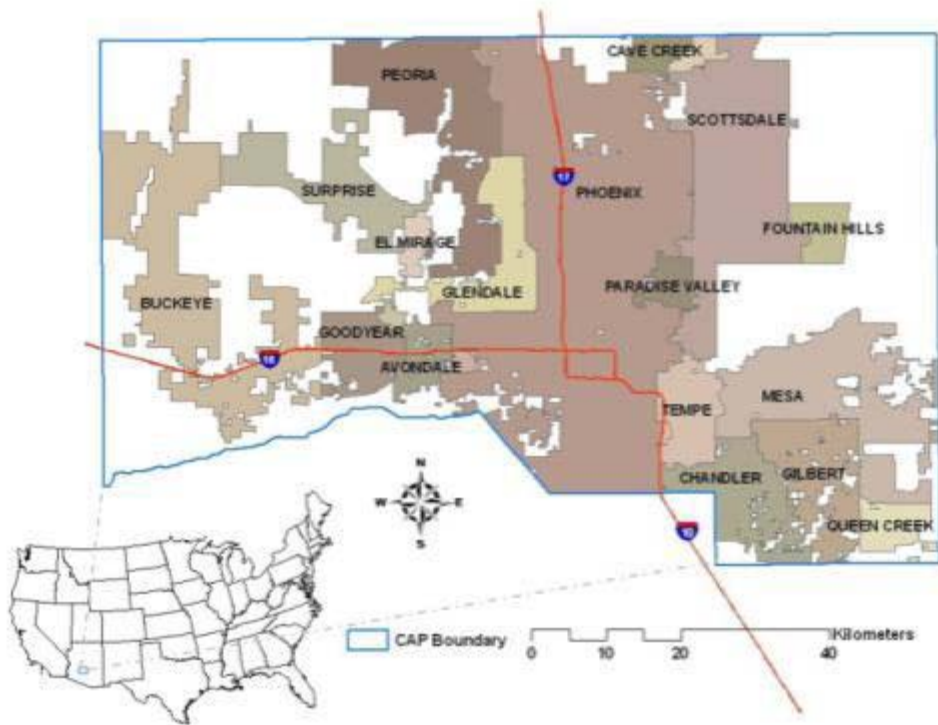 CAVE CREEK
PEORIA
SCOTTSDALE
17
PHOENIX
SURPRISE
FOUNTAIN HILLS
EL MIRAGE
PARADISE VALLEY
GLENDALE
BUCKEYE
GOODYEAR
AVONDALE
MESA
TEMPE
CHANDLER
GILBERT
QUEEN CREEK
N
W
E
S
10
CAP Boundary
Kilometers
0
10
20
40